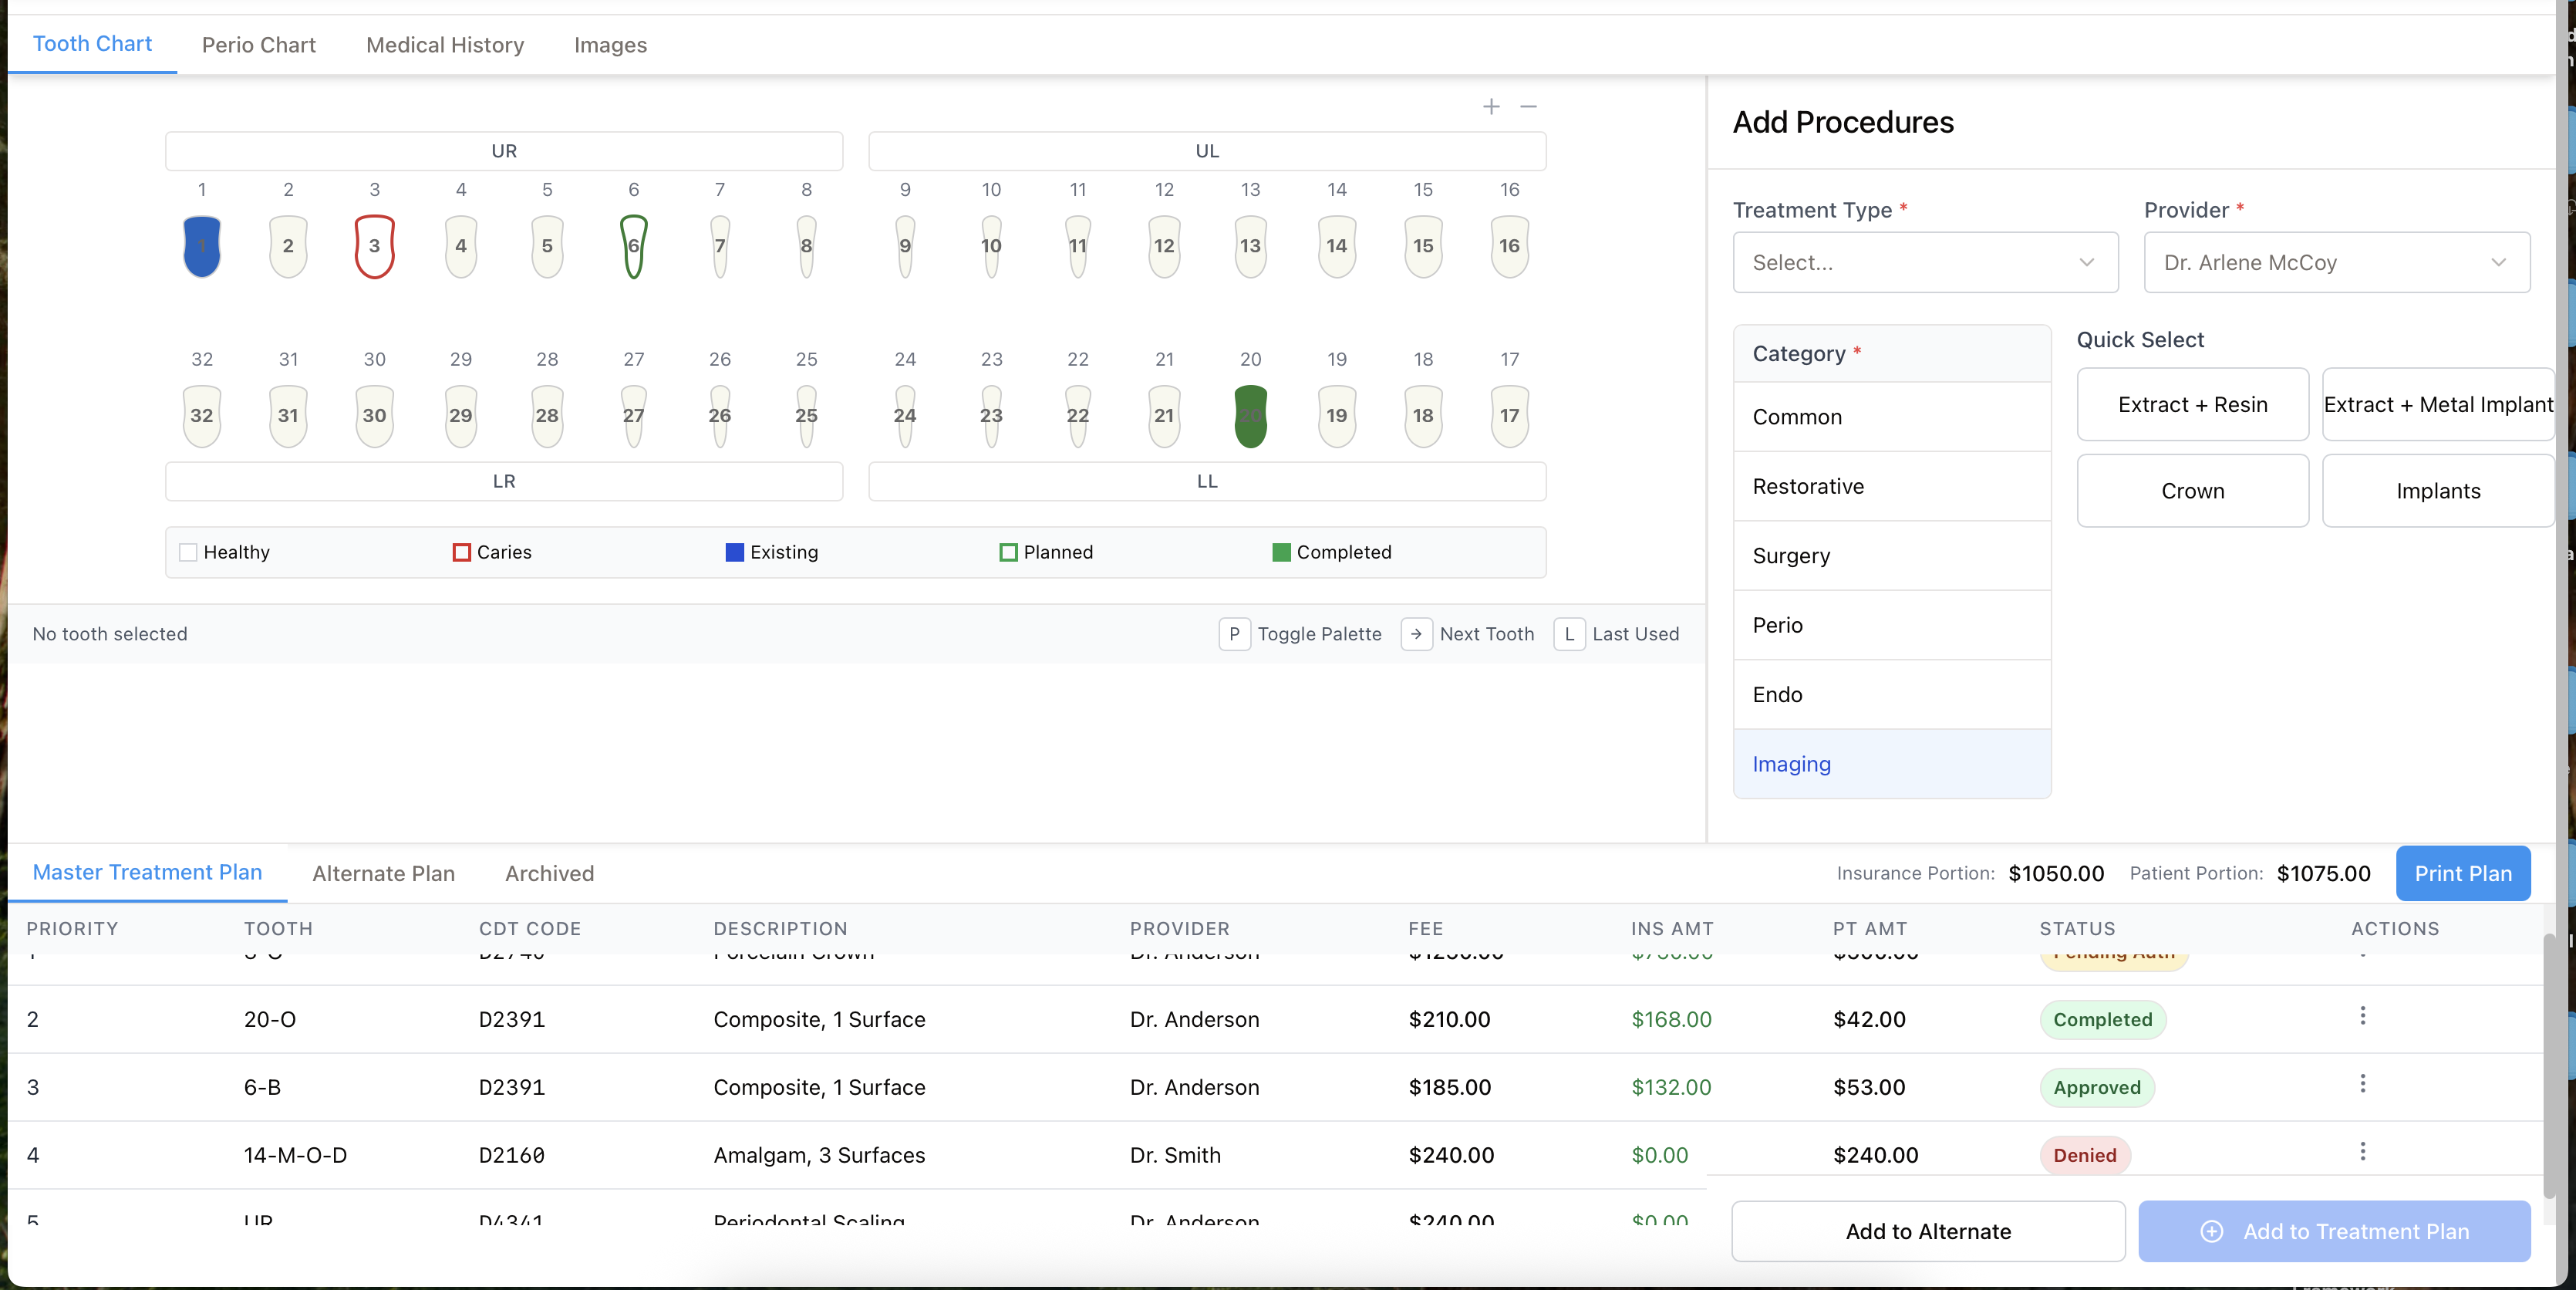 Tooth Chart Perio Chart Medical History Images
UR UL
1 2 3 4 5 6 7 8 9 10 11 12 13 14 15 16
1 2 3 4 5 6 7 8 9 10 11 12 13 14 15 16
32 31 30 29 28 27 26 25 24 23 22 21 20 19 18 17
32 31 30 29 28 27 26 25 24 23 22 21 20 19 18 17
LR LL
Healthy Caries Existing Planned Completed
No tooth selected P Toggle Palette → Next Tooth L Last Used
Add Procedures
Treatment Type * Provider *
Select... Dr. Arlene McCoy
Category *
Common
Restorative
Surgery
Perio
Endo
Imaging
Quick Select
Extract + Resin Extract + Metal Implant
Crown Implants
Master Treatment Plan Alternate Plan Archived Insurance Portion: $1050.00 Patient Portion: $1075.00 Print Plan
PRIORITY TOOTH CDT CODE DESCRIPTION PROVIDER FEE INS AMT PT AMT STATUS ACTIONS
Porcelain Crown Dr. Anderson Pending Auth
2 20-O D2391 Composite, 1 Surface Dr. Anderson $210.00 $168.00 $42.00 Completed
3 6-B D2391 Composite, 1 Surface Dr. Anderson $185.00 $132.00 $53.00 Approved
4 14-M-O-D D2160 Amalgam, 3 Surfaces Dr. Smith $240.00 $0.00 $240.00 Denied
5 UR D4341 Periodontal Scaling Dr. Anderson $240.00 $0.00
Add to Alternate Add to Treatment Plan